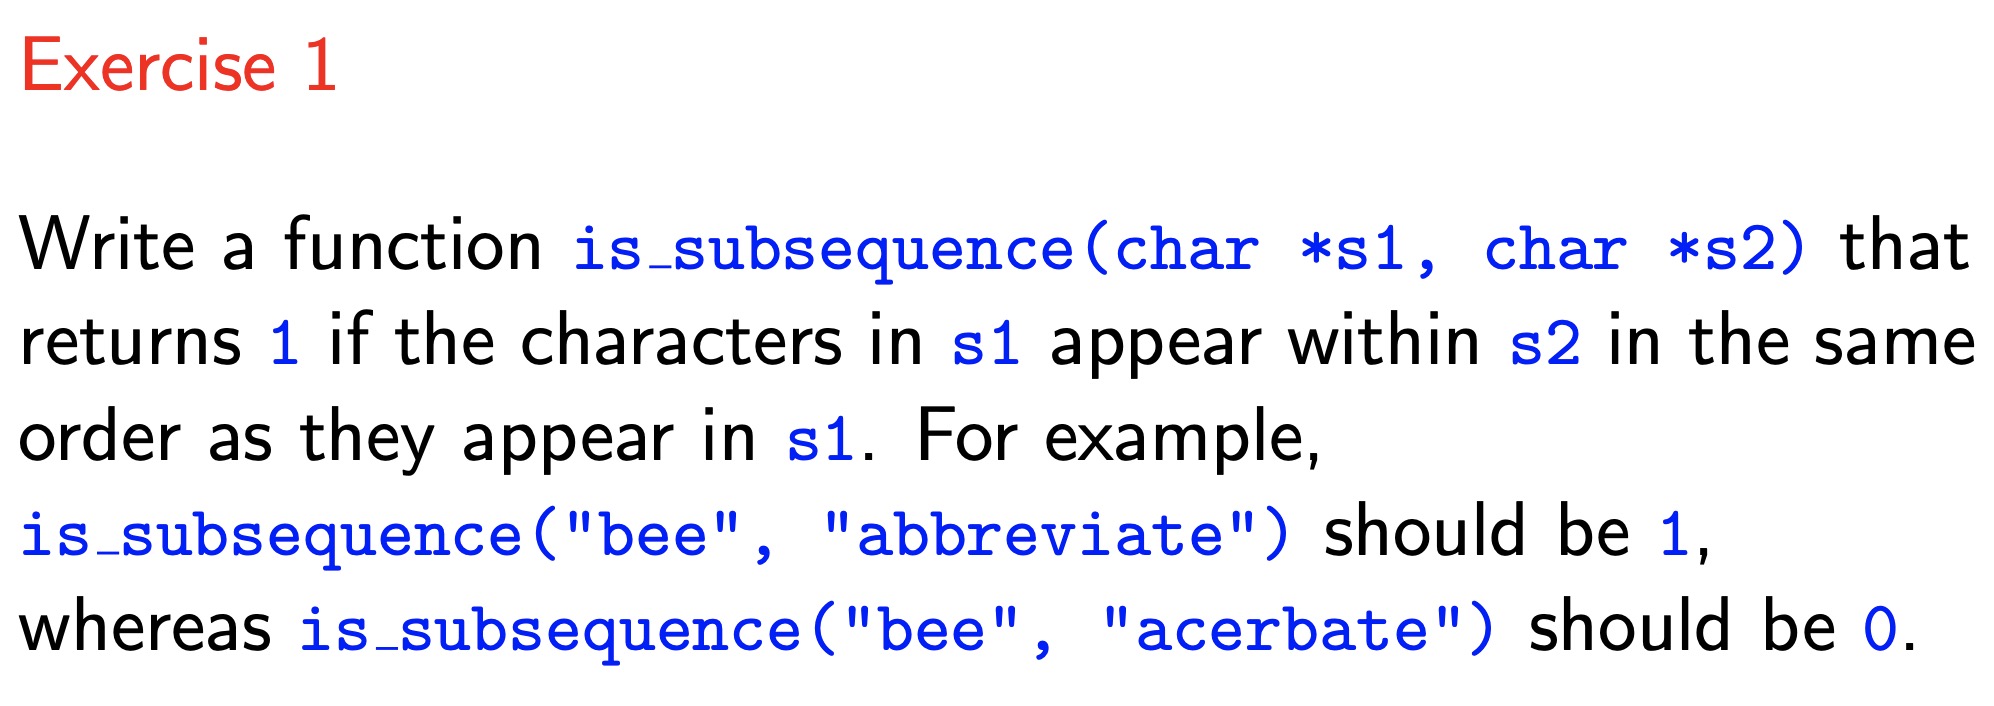 Exercise 1
Write a function is_subsequence(char *s1, char *s2) that
returns 1 if the characters in s1 appear within s2 in the same
order as they appear in s1. For example,
is_subsequence("bee", "abbreviate") should be 1,
whereas is_subsequence("bee", "acerbate") should be 0.